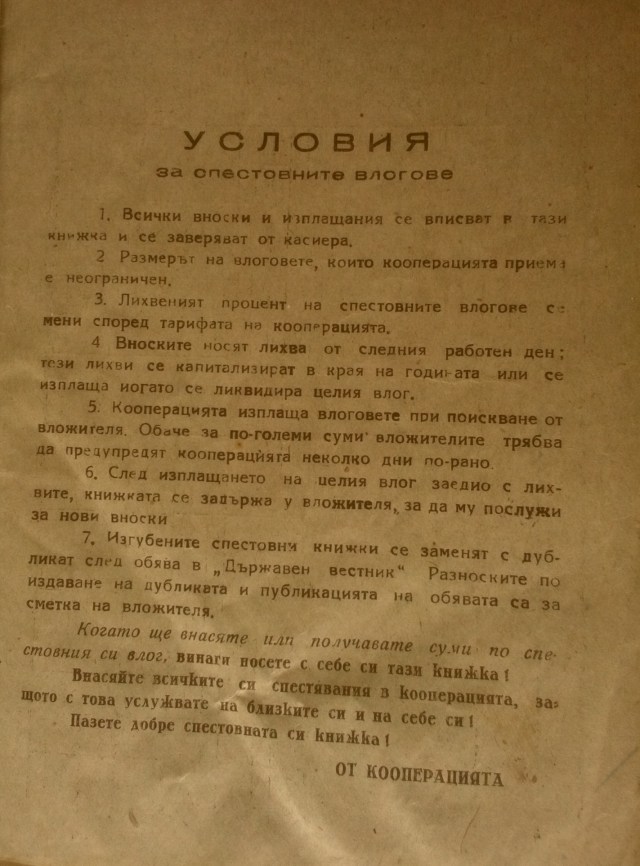 УСЛОВИЯ
за спестовните влогове
1. Всички вноски и изплащания се вписват в тази
книжка и се заверяват от касиера.
2 Размерът на влоговете, които кооперацията приема
е неограничен.
3. Лихвеният процент на спестовните влогове се
мени според тарифата на кооперацията.
4 Вноските носят лихва от следния работен ден;
тези лихви се капитализират в края на годината или се
изплаща иогато се ликвидира целия влог.
5. Кооперацията изплаща влоговете при поискване от
вложителя. Обаче за по-големи суми вложителите трябва
да предупредят кооперацията неколко дни по-рано.
6. След изплащането на целия влог заедно с лих-
вите, книжката се задържа у вложителя, за да му послужи
за нови вноски
7. Изгубените спестовни книжки се заменят с дуб-
ликат след обява в „Държавен вестник" Разноските по
издаване на дубликата и публикацията на обявата са за
сметка на вложителя.
Когато ще внасяте или получавате суми по спе-
стовния си влог, винаги носете с себе си тази книжка!
Внасяйте всичките си спестявания в кооперацията, за-
щото с това услужвате на близките си и на себе си!
Пазете добре спестовната си книжка!
ОТ КООПЕРАЦИЯТА